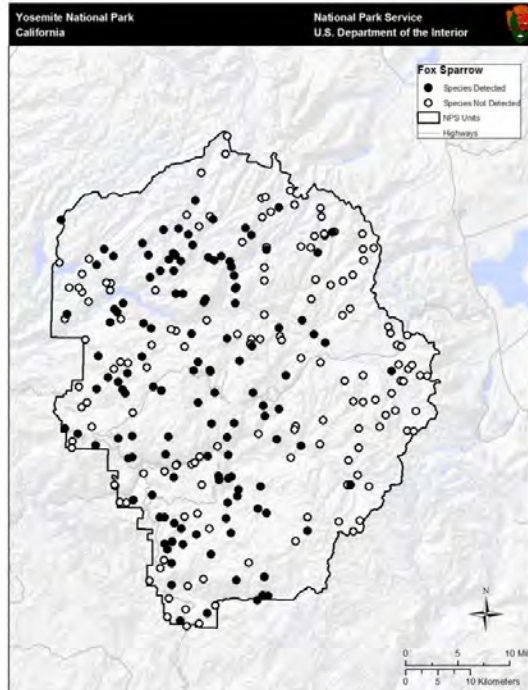 Yosemite National Park
California
National Park Service
U.S. Department of the Interior
Fox Sparrow
Species Detected
Species Not Detected
NPS Units
Highways
N
0 5 10 Mi
0 5 10 Kilometers